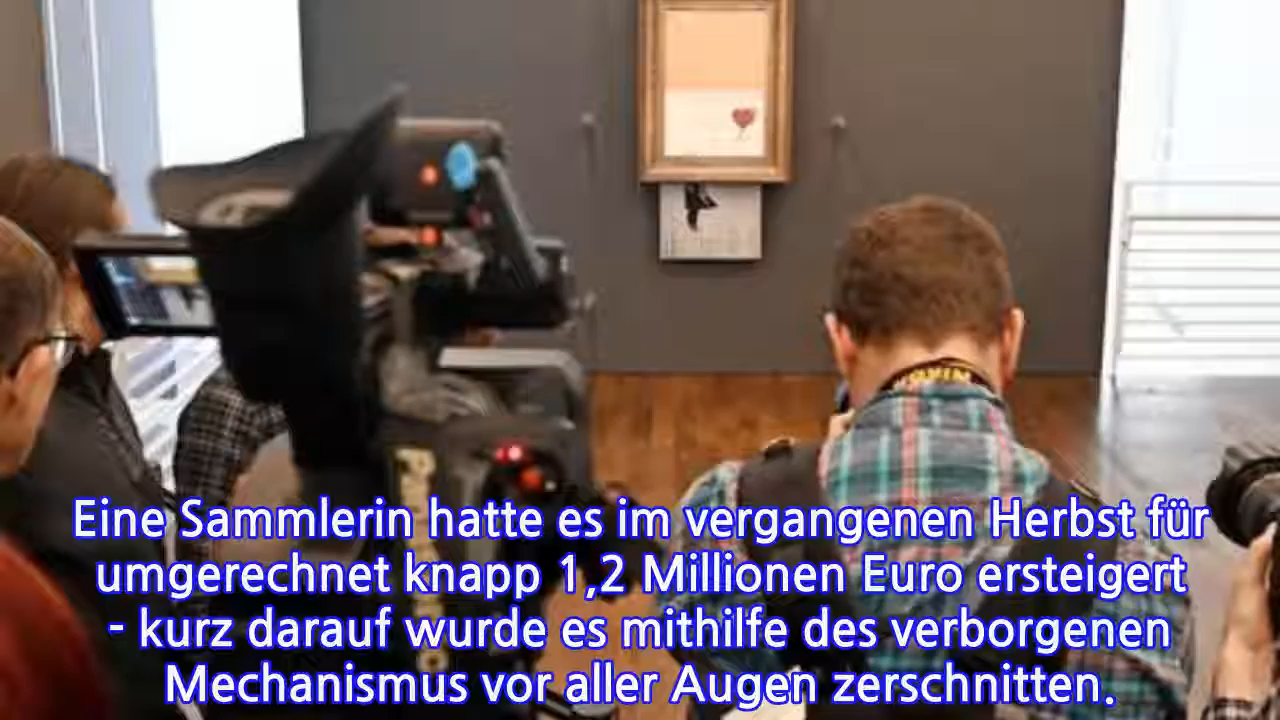 Eine Sammlerin hatte es im vergangenen Herbst für
umgerechnet knapp 1,2 Millionen Euro ersteigert
- kurz darauf wurde es mithilfe des verborgenen
Mechanismus vor aller Augen zerschnitten.